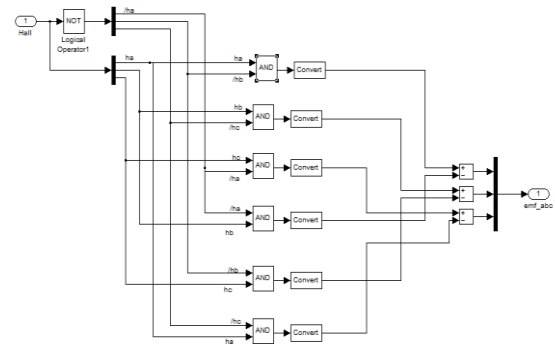 1
Hall
NOT
Logical
Operator1
/ha
ha
ha
/hb
AND
Convert
hb
/hc
AND
Convert
hc
/ha
AND
Convert
/ha
hb
AND
Convert
/hb
hc
AND
Convert
/hc
ha
AND
Convert
+
−
+
−
+
−
1
emf_abc